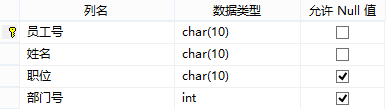 列名 数据类型 允许 Null 值
员工号 char(10)
姓名 char(10)
职位 char(10)
部门号 int